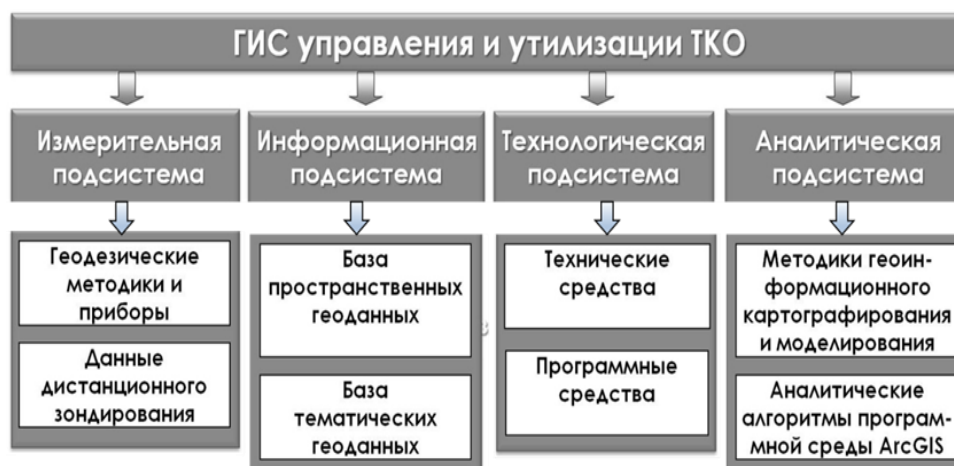 ГИС управления и утилизации ТКО
Измерительная
подсистема
Информационная
подсистема
Технологическая
подсистема
Аналитическая
подсистема
Геодезические
методики и
приборы
Данные
дистанционного
зондирования
База
пространственных
геоданных
База
тематических
геоданных
Технические
средства
Программные
средства
Методики геоин-
формационного
картографирования
и моделирования
Аналитические
алгоритмы програм-
мной среды ArcGIS